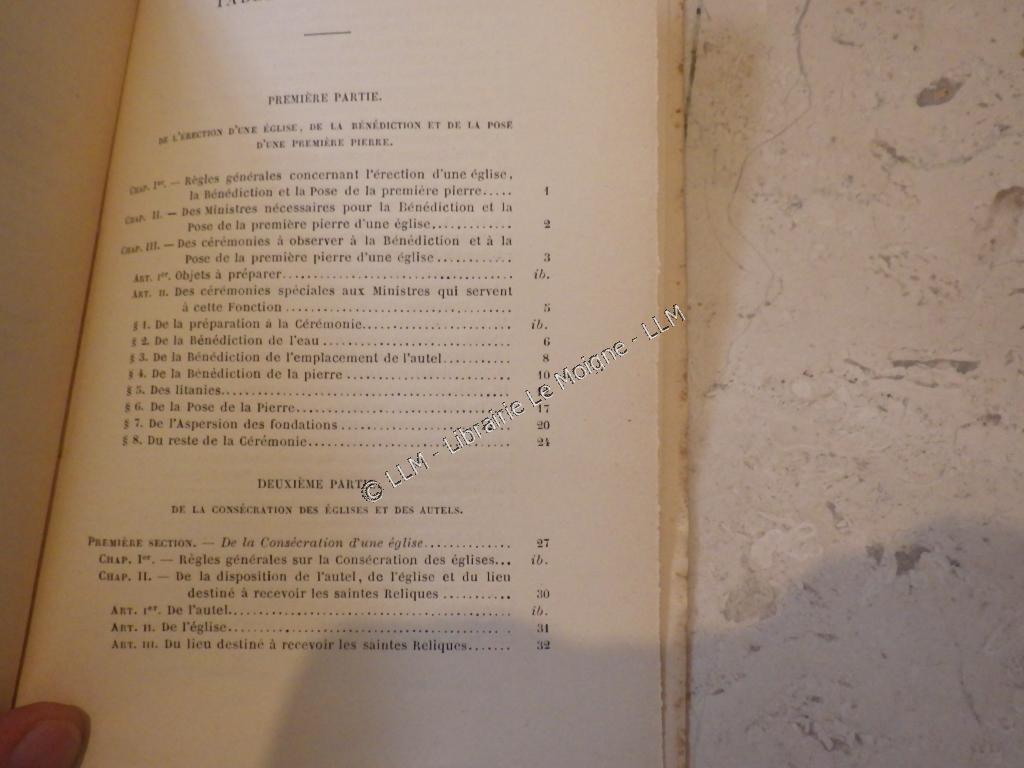 PREMIÈRE PARTIE.
DE L'ÉRECTION D'UNE ÉGLISE, DE LA BÉNÉDICTION ET DE LA POSE
D'UNE PREMIÈRE PIERRE.
CHAP. Ier. — Règles générales concernant l'érection d'une église,
la Bénédiction et la Pose de la première pierre..... 1
CHAP. II. — Des Ministres nécessaires pour la Bénédiction et la
Pose de la première pierre d'une église............. 2
CHAP. III. — Des cérémonies à observer à la Bénédiction et à la
Pose de la première pierre d'une église............ 3
ART. Ier. Objets à préparer..................................... ib.
ART. II. Des cérémonies spéciales aux Ministres qui servent
à cette Fonction ..................................... 5
§ 1. De la préparation à la Cérémonie........................ ib.
§ 2. De la Bénédiction de l'eau .............................. 6
§ 3. De la Bénédiction de l'emplacement de l'autel........... 8
§ 4. De la Bénédiction de la pierre .......................... 10
§ 5. Des litanies.............................................
§ 6. De la Pose de la Pierre.................................. 17
§ 7. De l'Aspersion des fondations ........................... 20
§ 8. Du reste de la Cérémonie................................. 24
DEUXIÈME PARTIE
DE LA CONSÉCRATION DES ÉGLISES ET DES AUTELS.
PREMIÈRE SECTION. — De la Consécration d'une église.............. 27
CHAP. Ier. — Règles générales sur la Consécration des églises... ib.
CHAP. II. — De la disposition de l'autel, de l'église et du lieu
destiné à recevoir les saintes Reliques ........... 30
ART. Ier. De l'autel............................................. ib.
ART. II. De l'église............................................. 31
ART. III. Du lieu destiné à recevoir les saintes Reliques....... 32
© LLM - Librairie Le Moigne - LLM